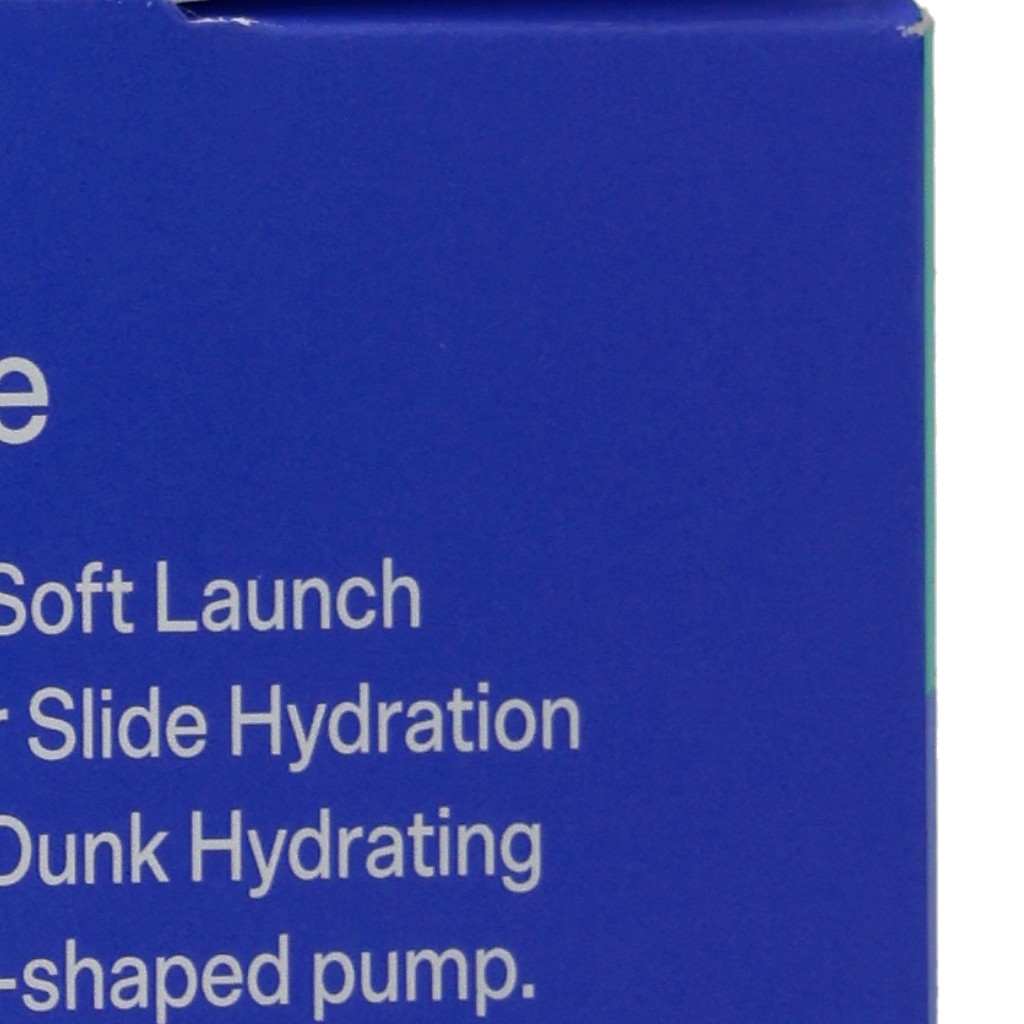 e
Soft Launch
r Slide Hydration
Dunk Hydrating
-shaped pump.